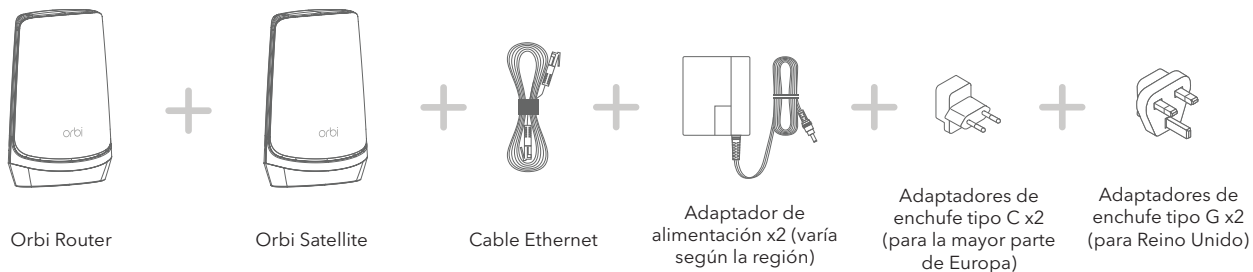 orbi
orbi
Orbi Router
Orbi Satellite
Cable Ethernet
Adaptador de
alimentación x2 (varía
según la región)
Adaptadores de
enchufe tipo C x2
(para la mayor parte
de Europa)
Adaptadores de
enchufe tipo G x2
(para Reino Unido)